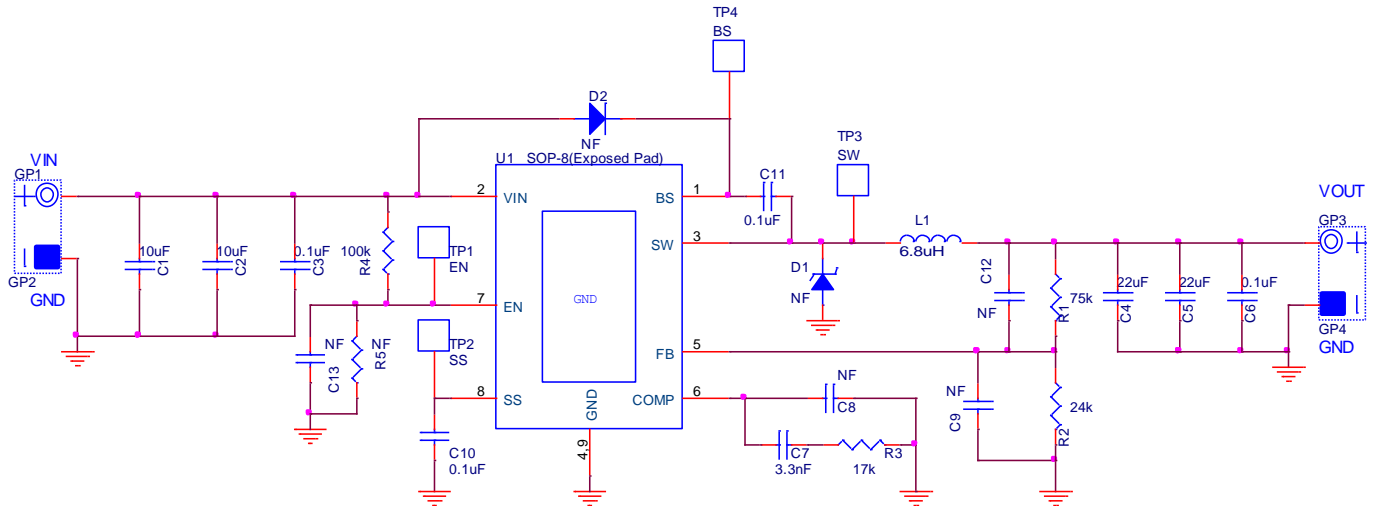 TP4
BS
D2
NF
U1 SOP-8(Exposed Pad)
TP3
SW
VIN
GP1
+
−
GP2
GND
10uF
C1
10uF
C2
0.1uF
C3
100k
R4
TP1
EN
TP2
SS
NF
C13
NF
R5
C10
0.1uF
2
VIN
7
EN
8
SS
GND
GND
4,9
BS
1
SW
3
FB
5
COMP
6
C11
0.1uF
D1
NF
L1
6.8uH
C12
NF
75k
R1
22uF
C4
22uF
C5
0.1uF
C6
VOUT
GP3
+
−
GP4
GND
NF
C8
C7
3.3nF
R3
17k
NF
C9
24k
R2